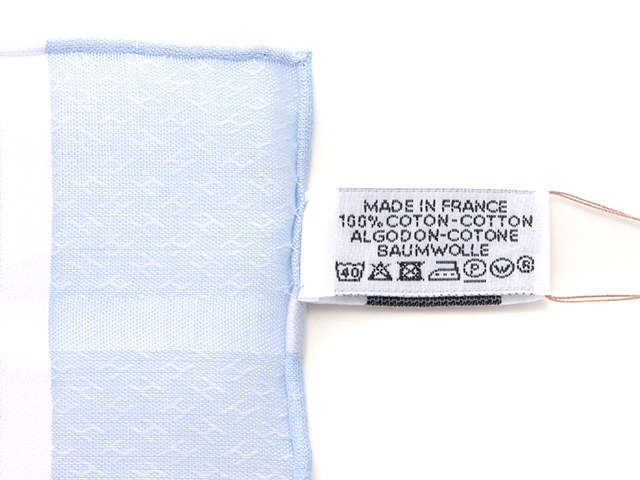 MADE IN FRANCE
100% COTON-COTTON
ALGODON-COTONE
BAUMWOLLE
40 P W ®